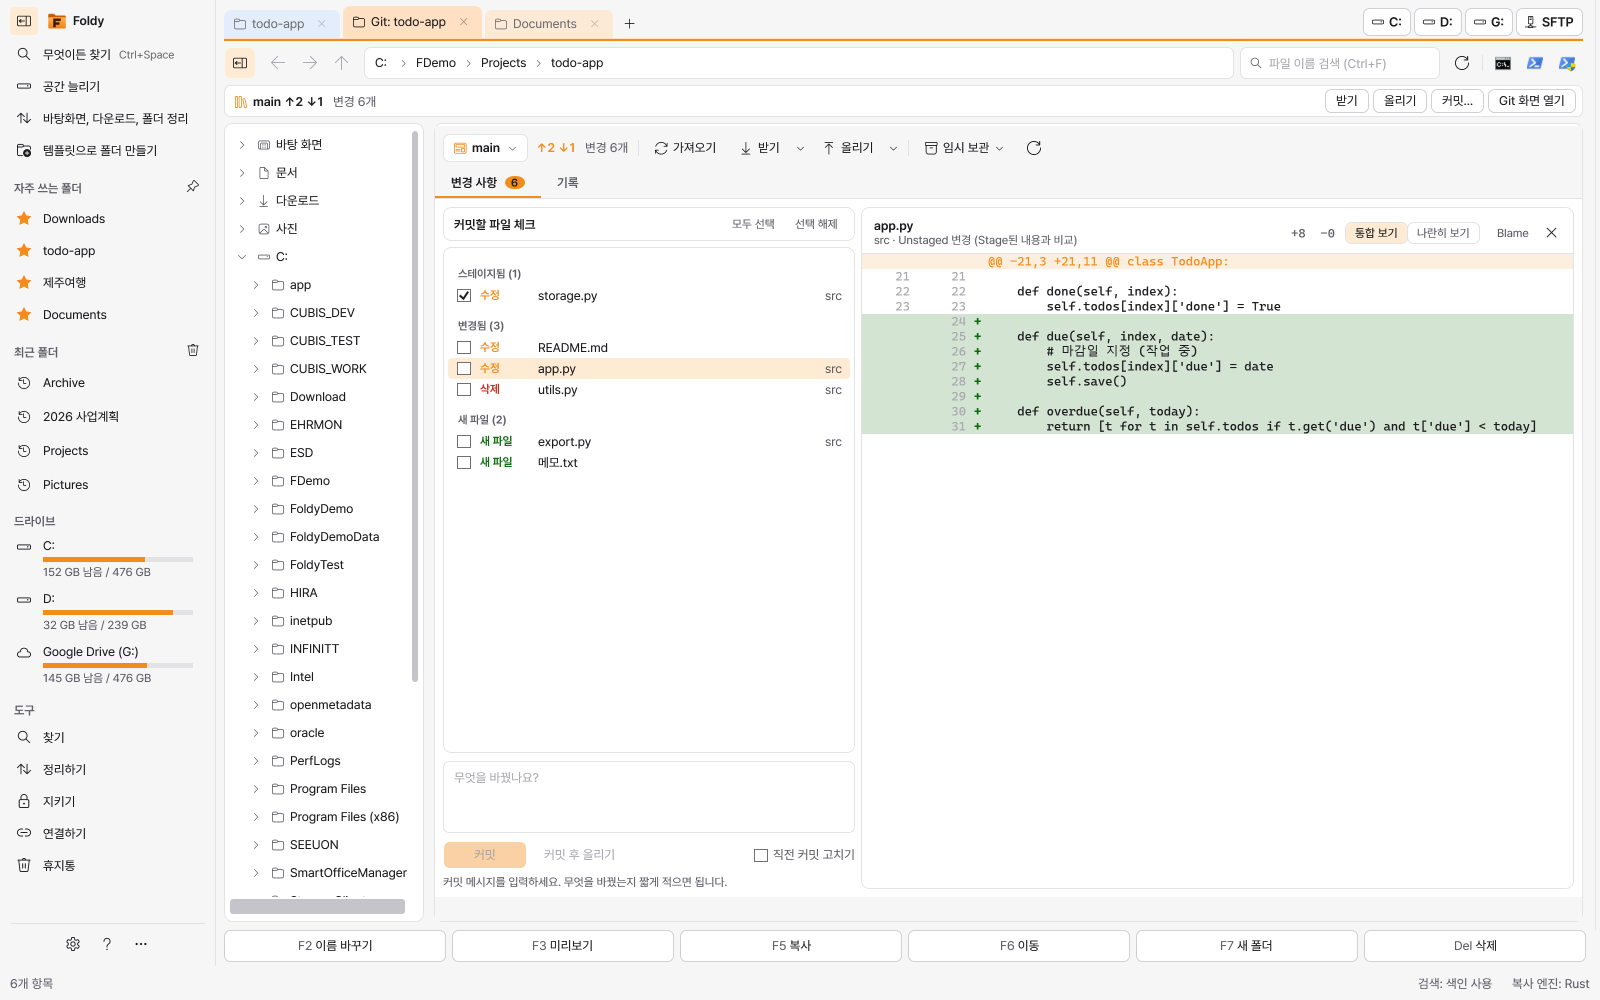 Foldy
무엇이든 찾기 Ctrl+Space
공간 늘리기
바탕화면, 다운로드, 폴더 정리
템플릿으로 폴더 만들기
자주 쓰는 폴더
Downloads
todo-app
제주여행
Documents
최근 폴더
Archive
2026 사업계획
Projects
Pictures
드라이브
C:
152 GB 남음 / 476 GB
D:
32 GB 남음 / 239 GB
Google Drive (G:)
145 GB 남음 / 476 GB
도구
찾기
정리하기
지키기
연결하기
휴지통
6개 항목
todo-app
Git: todo-app
Documents
C:
D:
G:
SFTP
C: > FDemo > Projects > todo-app
파일 이름 검색 (Ctrl+F)
main ↑2 ↓1 변경 6개
받기
올리기
커밋...
Git 화면 열기
바탕 화면
문서
다운로드
사진
C:
app
CUBIS_DEV
CUBIS_TEST
CUBIS_WORK
Download
EHRMON
ESD
FDemo
FoldyDemo
FoldyDemoData
FoldyTest
HIRA
inetpub
INFINITT
Intel
openmetadata
oracle
PerfLogs
Program Files
Program Files (x86)
SEEUON
SmartOfficeManager
main ↑2 ↓1 변경 6개 가져오기 받기 올리기 임시 보관
변경 사항 6 기록
커밋할 파일 체크 모두 선택 선택 해제
스테이지됨 (1)
수정 storage.py src
변경됨 (3)
수정 README.md
수정 app.py src
삭제 utils.py src
새 파일 (2)
새 파일 export.py src
새 파일 메모.txt
무엇을 바꿨나요?
커밋 커밋 후 올리기 직전 커밋 고치기
커밋 메시지를 입력하세요. 무엇을 바꿨는지 짧게 적으면 됩니다.
app.py
src · Unstaged 변경 (Stage된 내용과 비교)
+8 −0 통합 보기 나란히 보기 Blame
@@ −21,3 +21,11 @@ class TodoApp:
21 21
22 22 def done(self, index):
23 23 self.todos[index]['done'] = True
24 +
25 + def due(self, index, date):
26 + # 마감일 지정 (작업 중)
27 + self.todos[index]['due'] = date
28 + self.save()
29 +
30 + def overdue(self, today):
31 + return [t for t in self.todos if t.get('due') and t['due'] < today]
F2 이름 바꾸기
F3 미리보기
F5 복사
F6 이동
F7 새 폴더
Del 삭제
검색: 색인 사용
복사 엔진: Rust